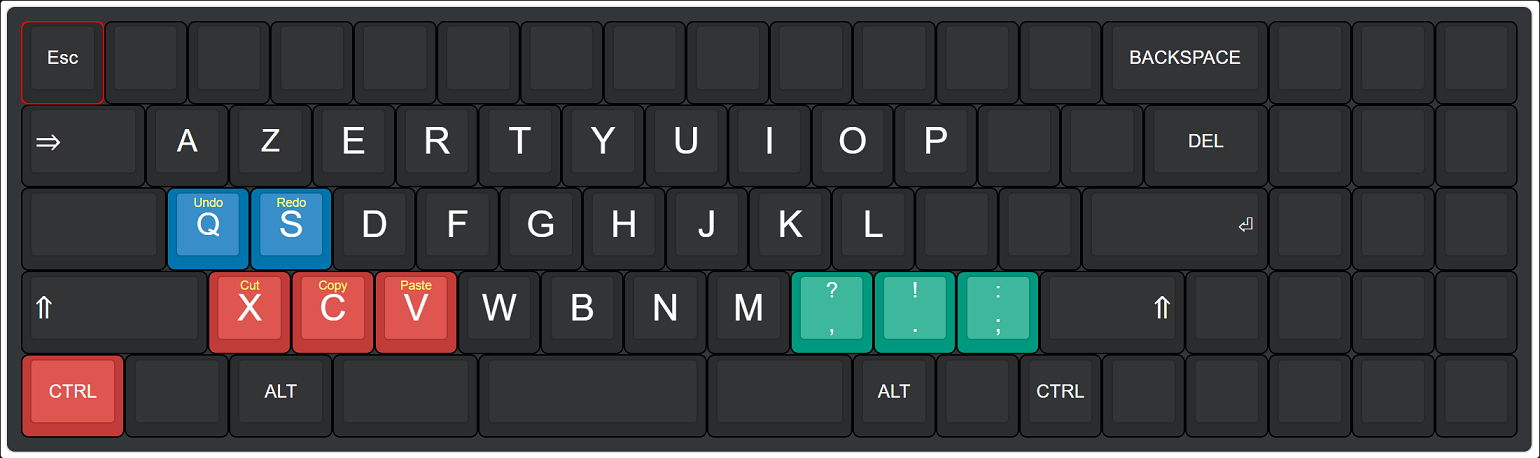 Esc BACKSPACE
⇒ A Z E R T Y U I O P DEL
Undo Redo
Q S D F G H J K L ⏎
Cut Copy Paste ? ! :
⇑ X C V W B N M , . ; ⇑
CTRL ALT ALT CTRL